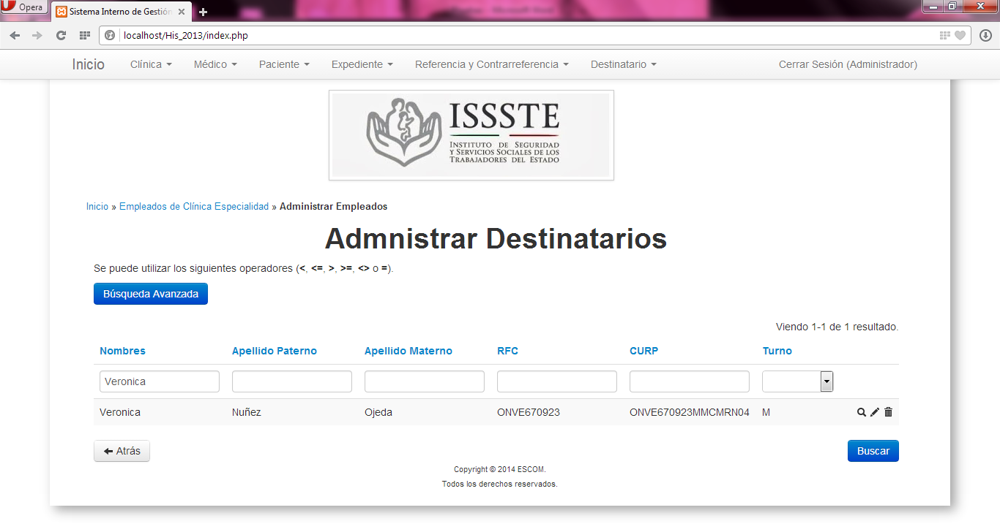 Opera
Sistema Interno de Gestión
localhost/His_2013/index.php
Inicio Clínica Médico Paciente Expediente Referencia y Contrarreferencia Destinatario Cerrar Sesión (Administrador)
ISSSTE
INSTITUTO DE SEGURIDAD
Y SERVICIOS SOCIALES DE LOS
TRABAJADORES DEL ESTADO
Inicio » Empleados de Clínica Especialidad » Administrar Empleados
Admnistrar Destinatarios
Se puede utilizar los siguientes operadores (<, <=, >, >=, <> o =).
Búsqueda Avanzada
Viendo 1-1 de 1 resultado.
Nombres Apellido Paterno Apellido Materno RFC CURP Turno
Veronica
Veronica Nuñez Ojeda ONVE670923 ONVE670923MMCMRN04 M
Atrás Buscar
Copyright © 2014 ESCOM.
Todos los derechos reservados.